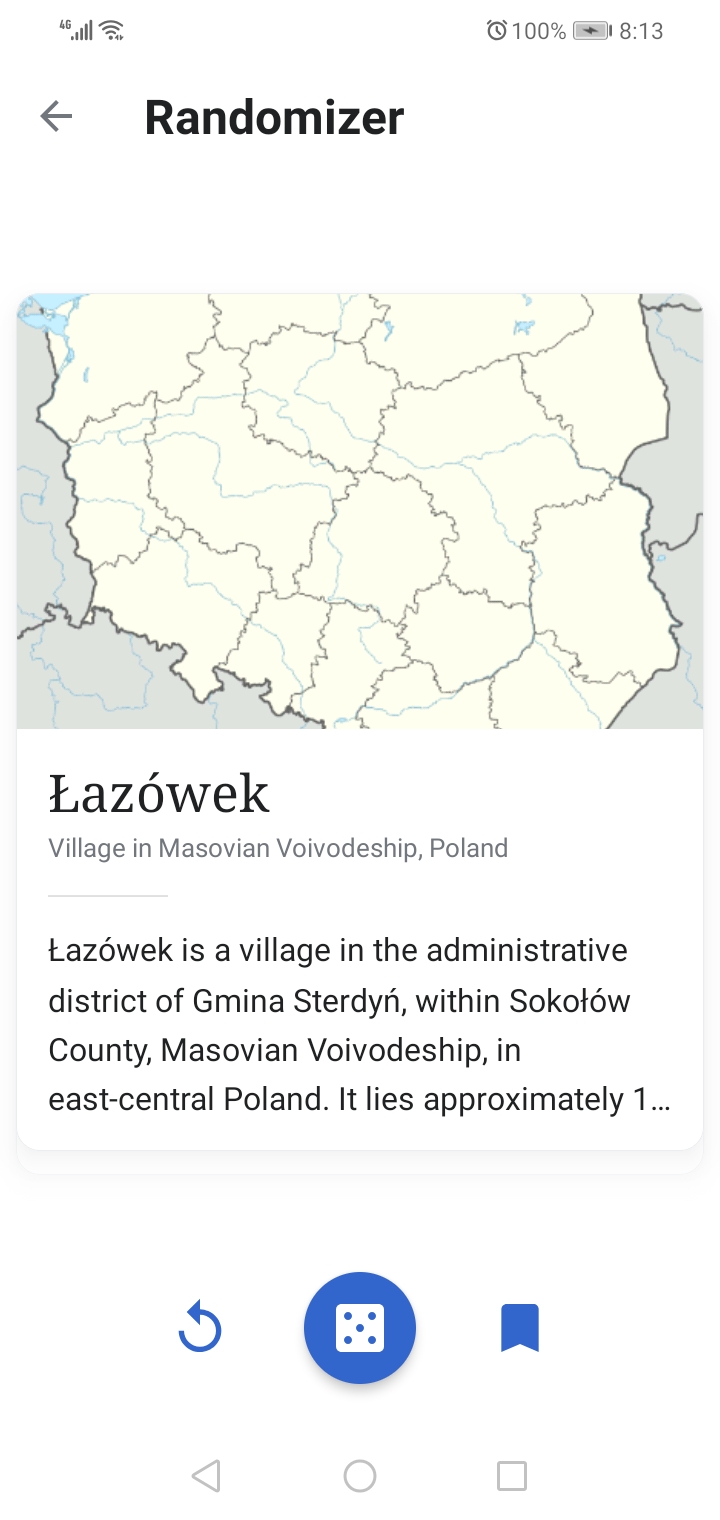 4G 100% 8:13
Randomizer
Łazówek
Village in Masovian Voivodeship, Poland
Łazówek is a village in the administrative
district of Gmina Sterdyń, within Sokołów
County, Masovian Voivodeship, in
east-central Poland. It lies approximately 1...